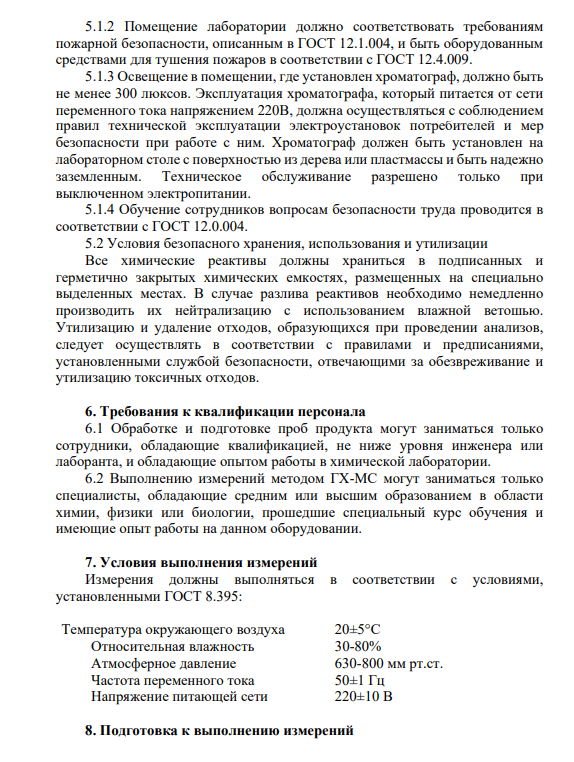 5.1.2 Помещение лаборатории должно соответствовать требованиям
пожарной безопасности, описанным в ГОСТ 12.1.004, и быть оборудованным
средствами для тушения пожаров в соответствии с ГОСТ 12.4.009.
5.1.3 Освещение в помещении, где установлен хроматограф, должно быть
не менее 300 люксов. Эксплуатация хроматографа, который питается от сети
переменного тока напряжением 220В, должна осуществляться с соблюдением
правил технической эксплуатации электроустановок потребителей и мер
безопасности при работе с ним. Хроматограф должен быть установлен на
лабораторном столе с поверхностью из дерева или пластмассы и быть надежно
заземленным. Техническое обслуживание разрешено только при
выключенном электропитании.
5.1.4 Обучение сотрудников вопросам безопасности труда проводится в
соответствии с ГОСТ 12.0.004.
5.2 Условия безопасного хранения, использования и утилизации
Все химические реактивы должны храниться в подписанных и
герметично закрытых химических емкостях, размещенных на специально
выделенных местах. В случае разлива реактивов необходимо немедленно
производить их нейтрализацию с использованием влажной ветошью.
Утилизацию и удаление отходов, образующихся при проведении анализов,
следует осуществлять в соответствии с правилами и предписаниями,
установленными службой безопасности, отвечающими за обезвреживание и
утилизацию токсичных отходов.
6. Требования к квалификации персонала
6.1 Обработке и подготовке проб продукта могут заниматься только
сотрудники, обладающие квалификацией, не ниже уровня инженера или
лаборанта, и обладающие опытом работы в химической лаборатории.
6.2 Выполнению измерений методом ГХ-МС могут заниматься только
специалисты, обладающие средним или высшим образованием в области
химии, физики или биологии, прошедшие специальный курс обучения и
имеющие опыт работы на данном оборудовании.
7. Условия выполнения измерений
Измерения должны выполняться в соответствии с условиями,
установленными ГОСТ 8.395:
Температура окружающего воздуха 20±5°С
Относительная влажность 30-80%
Атмосферное давление 630-800 мм рт.ст.
Частота переменного тока 50±1 Гц
Напряжение питающей сети 220±10 В
8. Подготовка к выполнению измерений